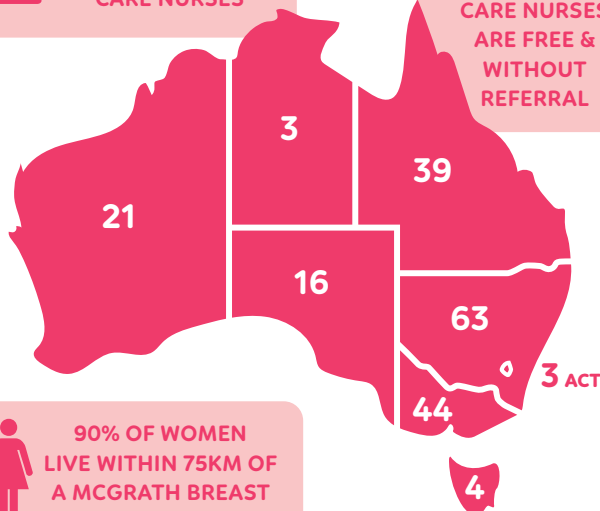 CARE NURSES
CARE NURSES
ARE FREE &
WITHOUT
REFERRAL
3
39
21
16
63
3 ACT
44
4
90% OF WOMEN
LIVE WITHIN 75KM OF
A MCGRATH BREAST